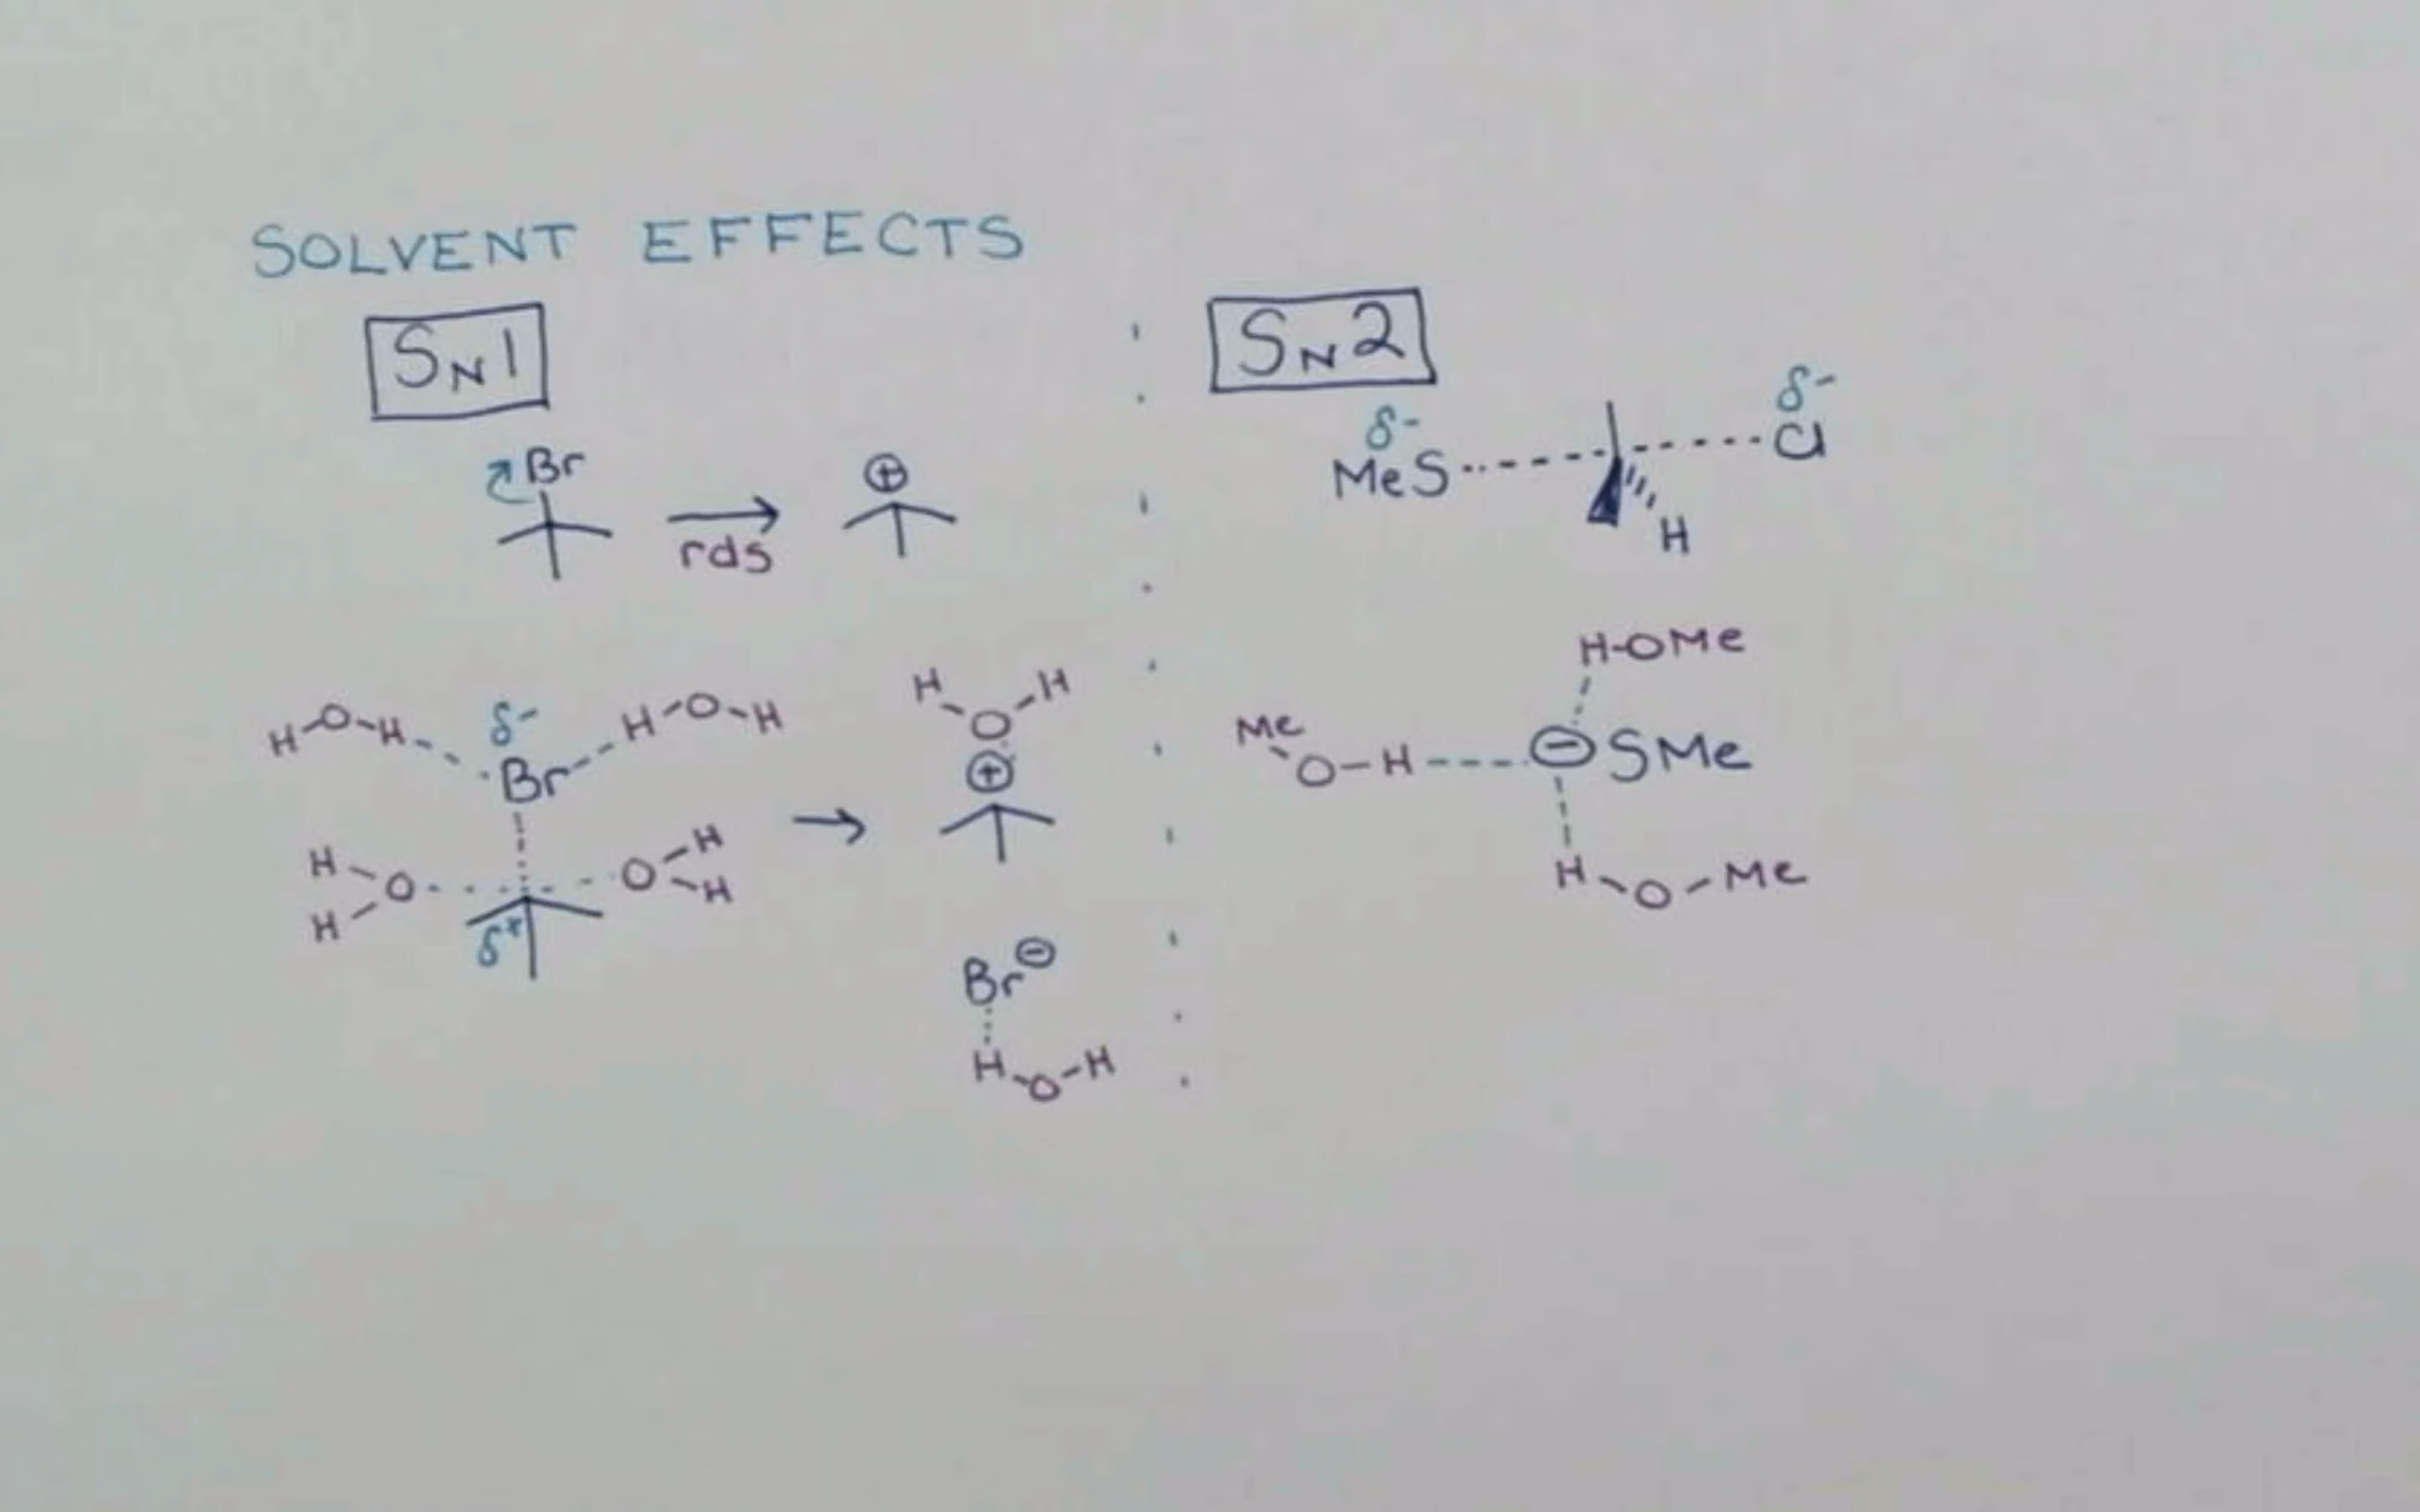 SOLVENT EFFECTS
SN1
Br
rds
⊕
H-O-H
δ-
Br
H-O-H
H
H
O
O
H
H
δ+
H
H
O
⊕
Br⊖
H-O-H
SN2
δ-
MeS
δ-
Cl
H
H-OMe
Me
O-H
⊖SMe
H-O-Me